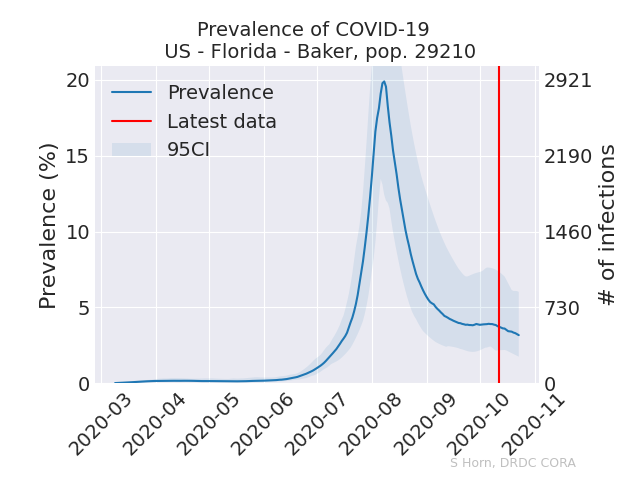 Prevalence of COVID-19
US - Florida - Baker, pop. 29210
Prevalence
Latest data
95CI
Prevalence (%)
20
15
10
5
0
2921
2190
1460
730
0
# of infections
2020-03
2020-04
2020-05
2020-06
2020-07
2020-08
2020-09
2020-10
2020-11
S Horn, DRDC CORA